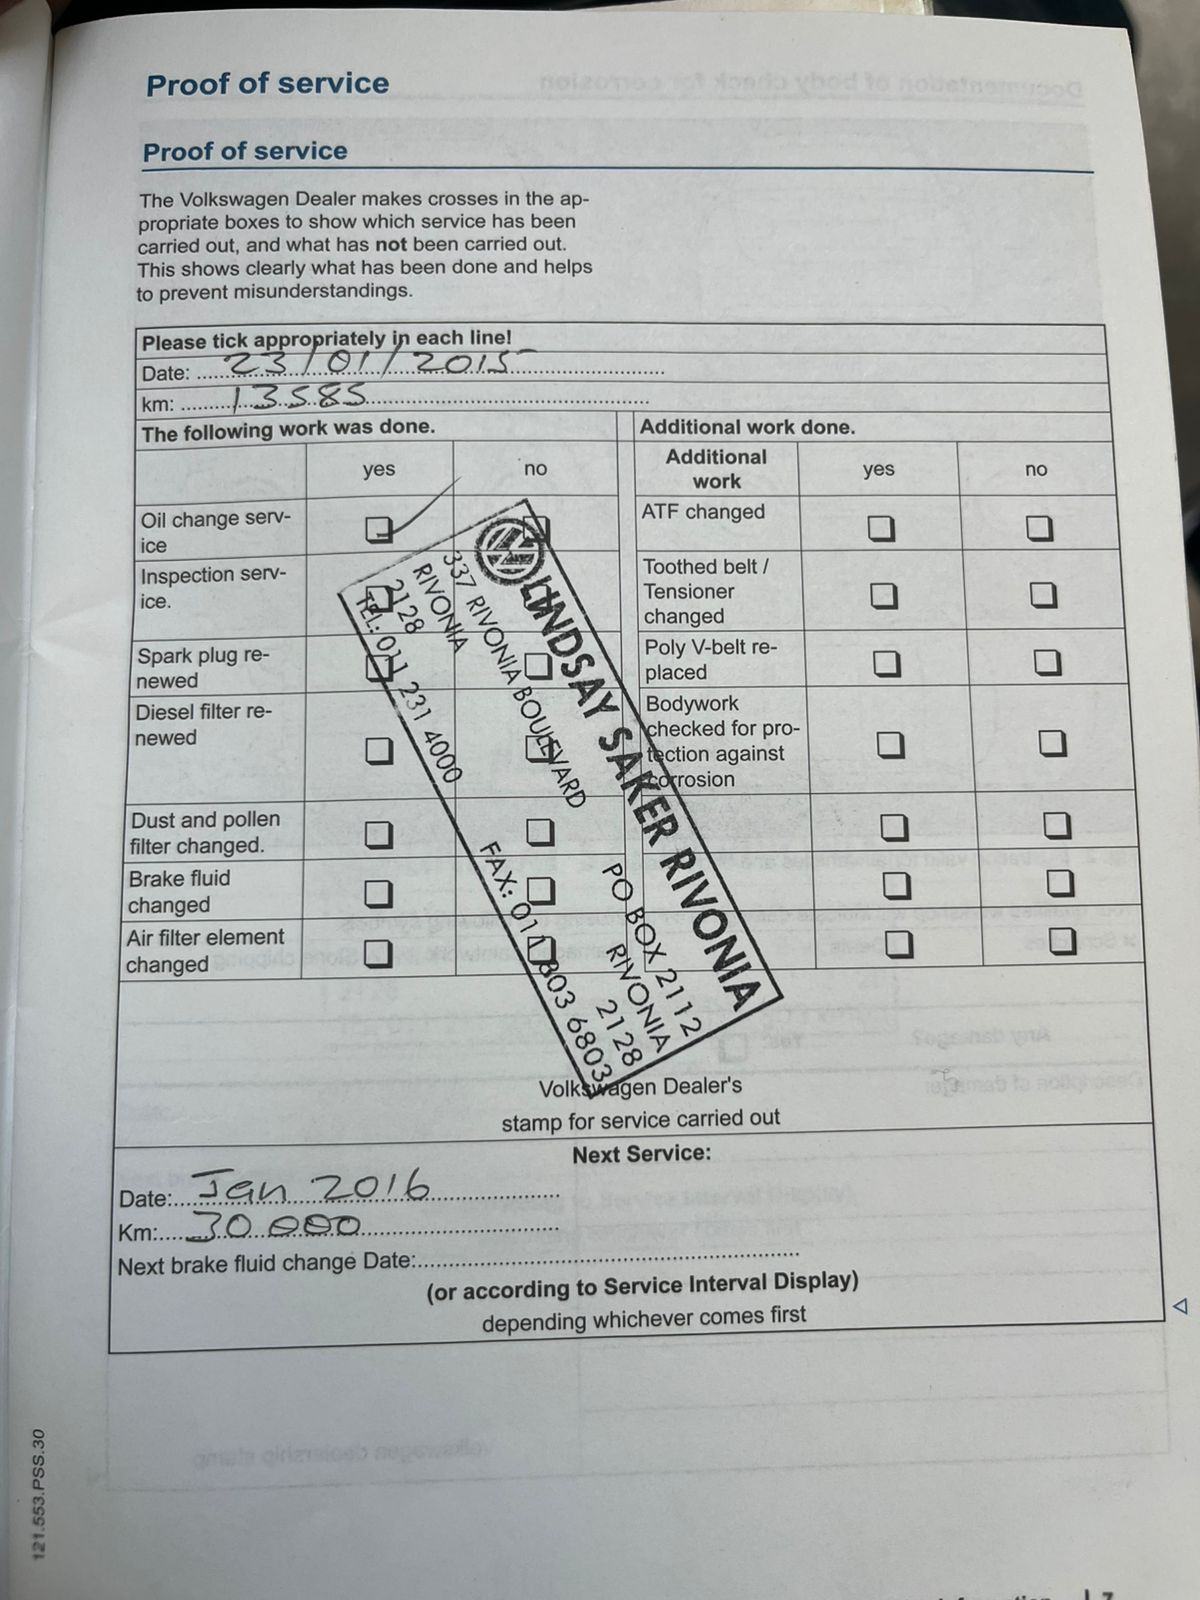 Proof of service
Proof of service
The Volkswagen Dealer makes crosses in the ap-
propriate boxes to show which service has been
carried out, and what has not been carried out.
This shows clearly what has been done and helps
to prevent misunderstandings.
Please tick appropriately in each line!
Date: 23/01/2015
km: 13585
The following work was done.
yes
no
Oil change serv-
ice
Inspection serv-
ice.
Spark plug re-
newed
Diesel filter re-
newed
Dust and pollen
filter changed.
Brake fluid
changed
Air filter element
changed
Additional work done.
Additional
work
yes
no
ATF changed
Toothed belt /
Tensioner
changed
Poly V-belt re-
placed
Bodywork
checked for pro-
tection against
corrosion
LINDSAY SAKER RIVONIA
337 RIVONIA BOULEVARD
RIVONIA
2128
PO BOX 2112
RIVONIA
2128
TEL: 011 231 4000
FAX: 011 803 6803
Volkswagen Dealer's
stamp for service carried out
Next Service:
Date: Jan 2016
Km: 30.000
Next brake fluid change Date:
(or according to Service Interval Display)
depending whichever comes first
121.553.PSS.30